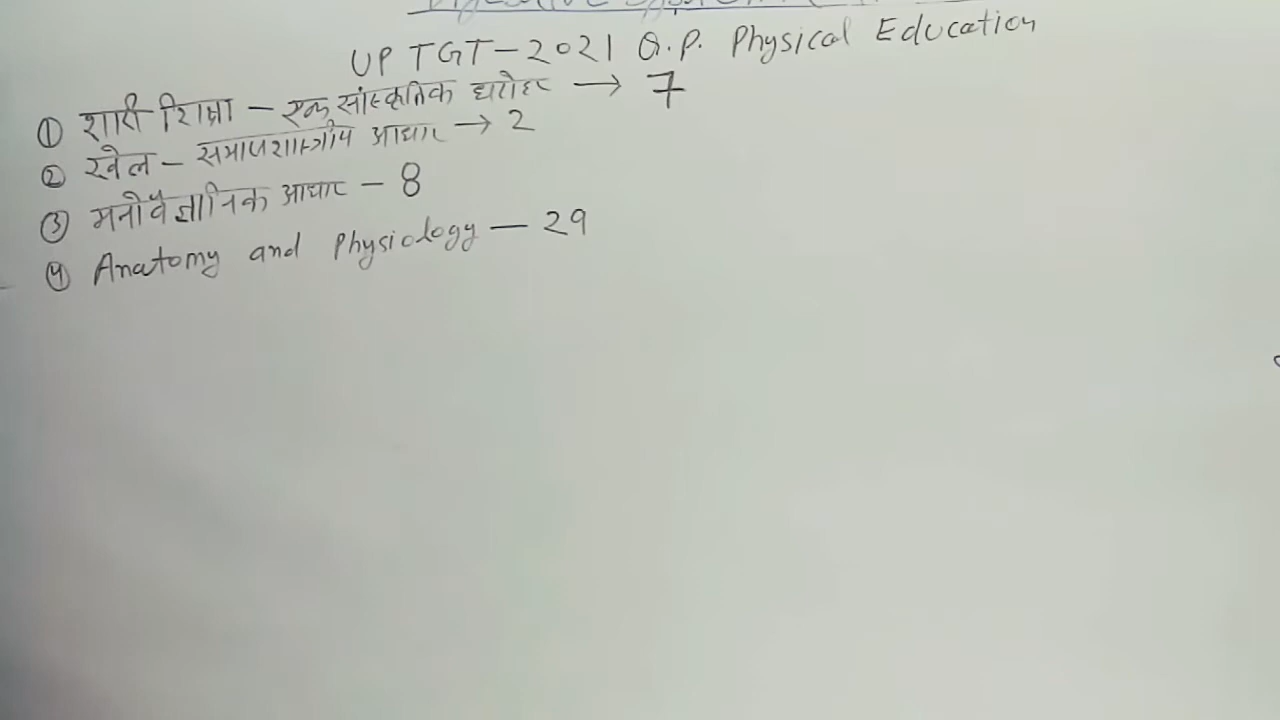 UP TGT-2021 Q.P. Physical Education
① शारी शिक्षा - एक सांस्कृतिक धरोहर → 7
② खेल - समाजशास्त्रीय आधार → 2
③ मनोवैज्ञानिक आधार - 8
④ Anatomy and Physiology - 29